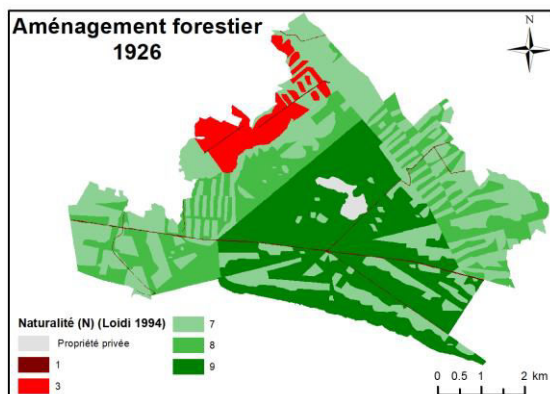 Aménagement forestier
1926
N
Naturalité (N) (Loidi 1994)
Propriété privée
1
3
7
8
9
0 0.5 1 2 km